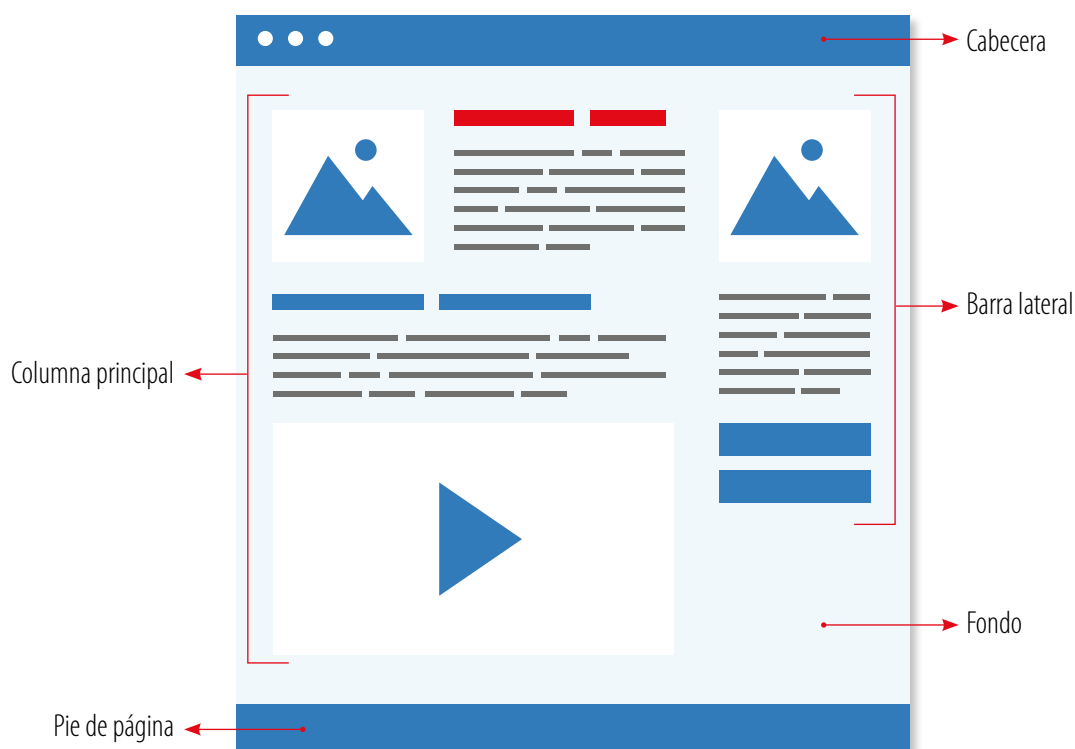 Cabecera
Barra lateral
Columna principal
Fondo
Pie de página